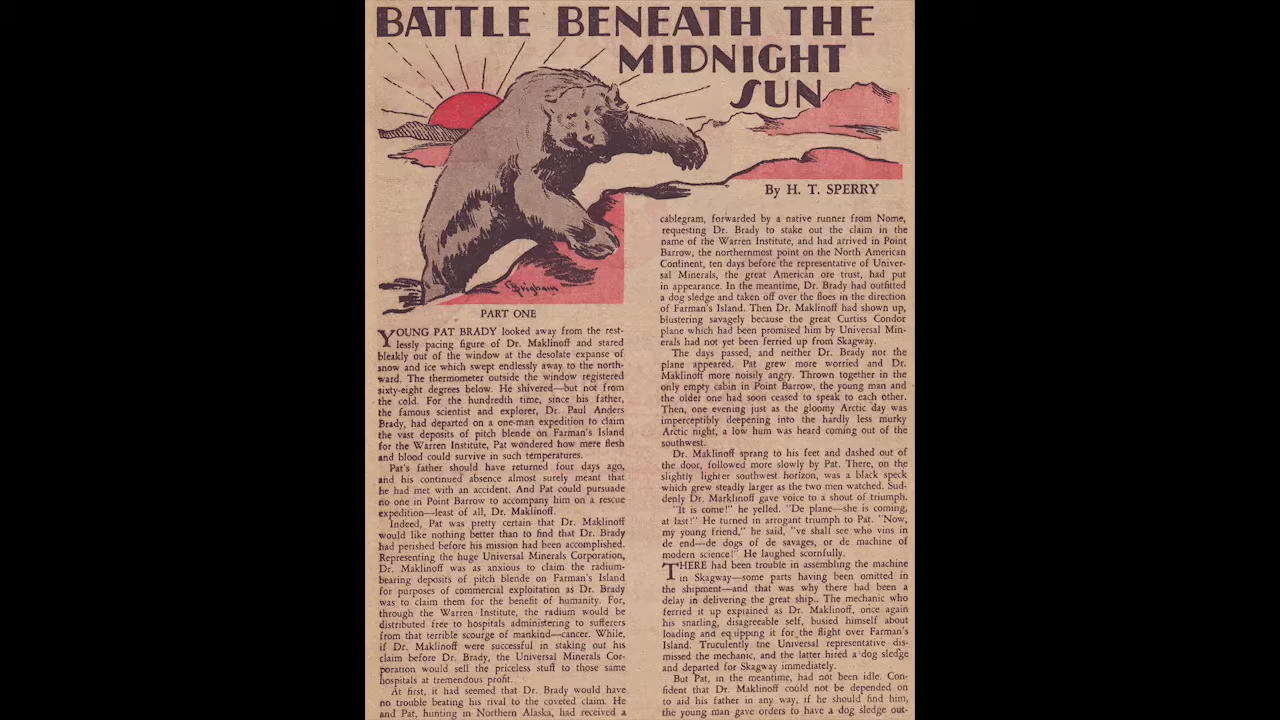 BATTLE BENEATH THE
MIDNIGHT
SUN
By H. T. SPERRY
Brigham
PART ONE
YOUNG PAT BRADY looked away from the rest-
lessly pacing figure of Dr. Maklinoff and stared
bleakly out of the window at the desolate expanse of
snow and ice which swept endlessly away to the north-
ward. The thermometer outside the window registered
sixty-eight degrees below. He shivered—but not from
the cold. For the hundredth time, since his father,
the famous scientist and explorer, Dr. Paul Anders
Brady, had departed on a one-man expedition to claim
the vast deposits of pitch blende on Farman's Island
for the Warren Institute, Pat wondered how mere flesh
and blood could survive in such temperatures.
Pat's father should have returned four days ago,
and his continued absence almost surely meant that
he had met with an accident. And Pat could pursuade
no one in Point Barrow to accompany him on a rescue
expedition—least of all, Dr. Maklinoff.
Indeed, Pat was pretty certain that Dr. Maklinoff
would like nothing better than to find that Dr. Brady
had perished before his mission had been accomplished.
Representing the huge Universal Minerals Corporation,
Dr. Maklinoff was as anxious to claim the radium-
bearing deposits of pitch blende on Farman's Island
for purposes of commercial exploitation as Dr. Brady
was to claim them for the benefit of humanity. For,
through the Warren Institute, the radium would be
distributed free to hospitals administering to sufferers
from that terrible scourge of mankind—cancer. While,
if Dr. Maklinoff were successful in staking out his
claim before Dr. Brady, the Universal Minerals Cor-
poration would sell the priceless stuff to those same
hospitals at tremendous profit.
At first, it had seemed that Dr. Brady would have
no trouble beating his rival to the coveted claim. He
and Pat, hunting in Northern Alaska, had received a
cablegram, forwarded by a native runner from Nome,
requesting Dr. Brady to stake out the claim in the
name of the Warren Institute, and had arrived in Point
Barrow, the northernmost point on the North American
Continent, ten days before the representative of Univer-
sal Minerals, the great American ore trust, had put
in appearance. In the meantime, Dr. Brady had outfitted
a dog sledge and taken off over the floes in the direction
of Farman's Island. Then Dr. Maklinoff had shown up,
blustering savagely because the great Curtiss Condor
plane which had been promised him by Universal Min-
erals had not yet been ferried up from Skagway.
The days passed, and neither Dr. Brady nor the
plane appeared. Pat grew more worried and Dr.
Maklinoff more noisily angry. Thrown together in the
only empty cabin in Point Barrow, the young man and
the older one had soon ceased to speak to each other.
Then, one evening just as the gloomy Arctic day was
imperceptibly deepening into the hardly less murky
Arctic night, a low hum was heard coming out of the
southwest.
Dr. Maklinoff sprang to his feet and dashed out of
the door, followed more slowly by Pat. There, on the
slightly lighter southwest horizon, was a black speck
which grew steadly larger as the two men watched. Sud-
denly Dr. Marklinoff gave voice to a shout of triumph.
"It is come!" he yelled. "De plane—she is coming,
at last!" He turned in arrogant triumph to Pat. "Now,
my young friend," he said, "ve shall see who vins in
de end—de dogs of de savages, or de machine of
modern science!" He laughed scornfully.
THERE had been trouble in assembling the machine
in Skagway—some parts having been omitted in
the shipment—and that was why there had been a
delay in delivering the great ship.. The mechanic who
ferried it up explained as Dr. Maklinoff, once again
his snarling, disagreeable self, busied himself about
loading and equipping it for the flight over Farman's
Island. Truculently the Universal representative dis-
missed the mechanic, and the latter hired a dog sledge
and departed for Skagway immediately.
But Pat, in the meantime, had not been idle. Con-
fident that Dr. Maklinoff could not be depended on
to aid his father in any way, if he should find him,
the young man gave orders to have a dog sledge out-